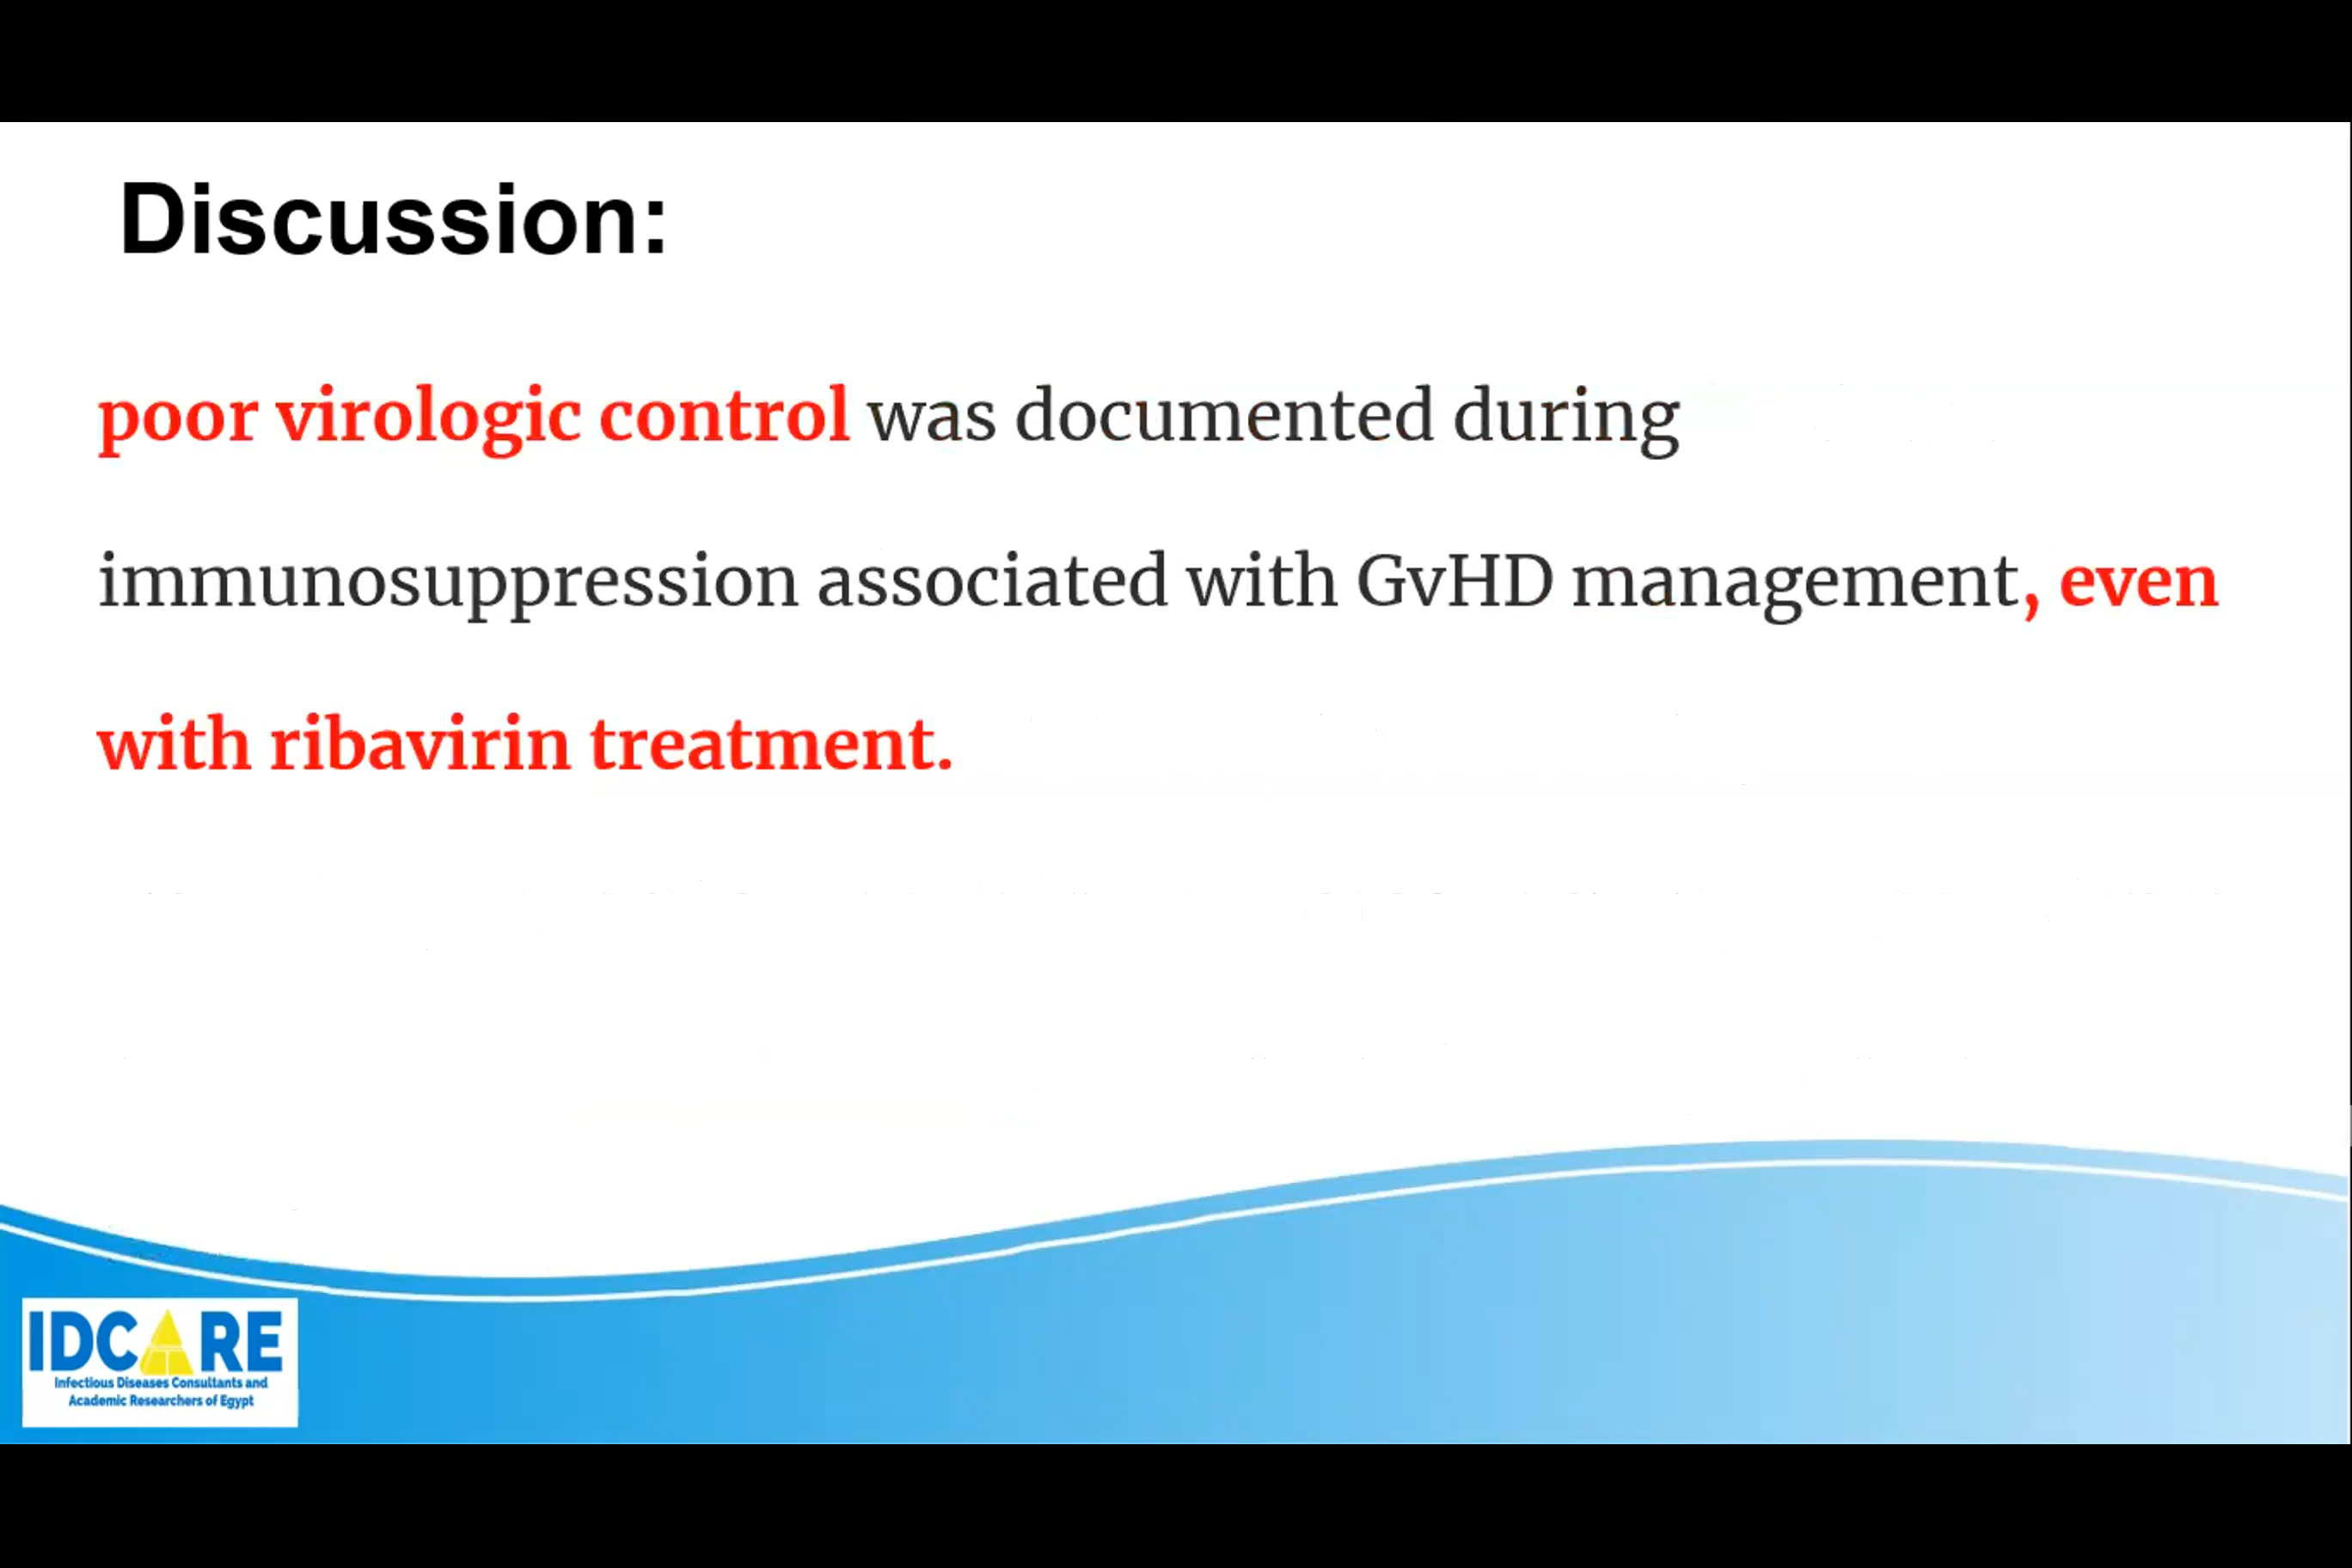 Discussion:
poor virologic control was documented during
immunosuppression associated with GvHD management, even
with ribavirin treatment.
IDCARE
Infectious Diseases Consultants and
Academic Researchers of Egypt